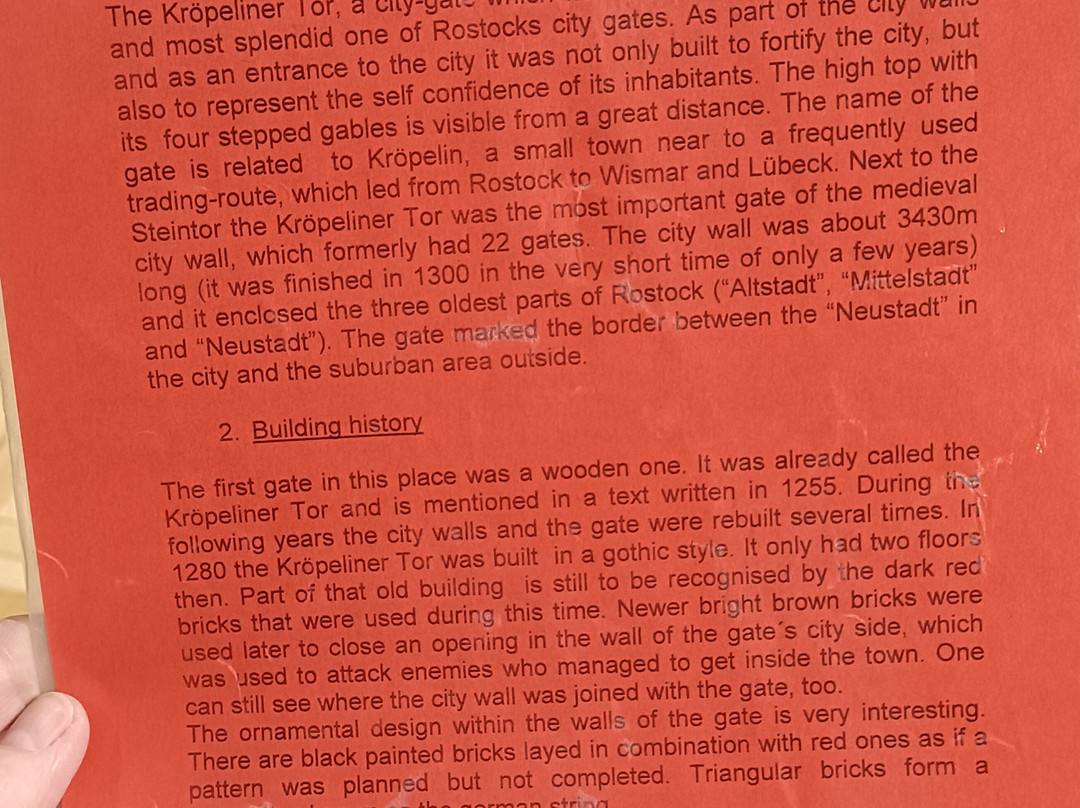 The Kröpeliner Tor, a city-gate which
and most splendid one of Rostocks city gates. As part of the city walls
and as an entrance to the city it was not only built to fortify the city, but
also to represent the self confidence of its inhabitants. The high top with
its four stepped gables is visible from a great distance. The name of the
gate is related to Kröpelin, a small town near to a frequently used
trading-route, which led from Rostock to Wismar and Lübeck. Next to the
Steintor the Kröpeliner Tor was the most important gate of the medieval
city wall, which formerly had 22 gates. The city wall was about 3430m
long (it was finished in 1300 in the very short time of only a few years)
and it enclosed the three oldest parts of Rostock (“Altstadt”, “Mittelstadt”
and “Neustadt”). The gate marked the border between the “Neustadt” in
the city and the suburban area outside.
2. Building history
The first gate in this place was a wooden one. It was already called the
Kröpeliner Tor and is mentioned in a text written in 1255. During the
following years the city walls and the gate were rebuilt several times. In
1280 the Kröpeliner Tor was built in a gothic style. It only had two floors
then. Part of that old building is still to be recognised by the dark red
bricks that were used during this time. Newer bright brown bricks were
used later to close an opening in the wall of the gate´s city side, which
was used to attack enemies who managed to get inside the town. One
can still see where the city wall was joined with the gate, too.
The ornamental design within the walls of the gate is very interesting.
There are black painted bricks layed in combination with red ones as if a
pattern was planned but not completed. Triangular bricks form a
the german string